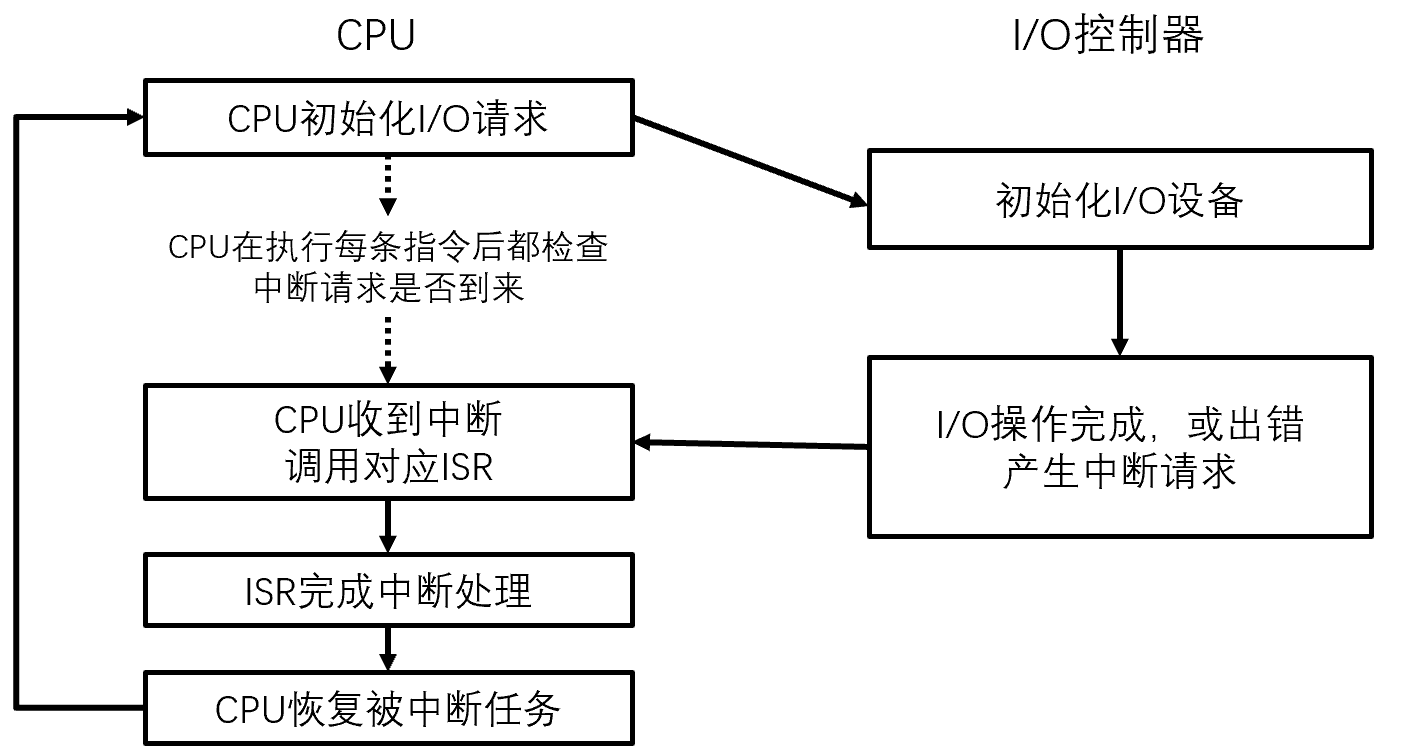 CPU
I/O控制器
CPU初始化I/O请求
初始化I/O设备
CPU在执行每条指令后都检查
中断请求是否到来
CPU收到中断
调用对应ISR
I/O操作完成，或出错
产生中断请求
ISR完成中断处理
CPU恢复被中断任务